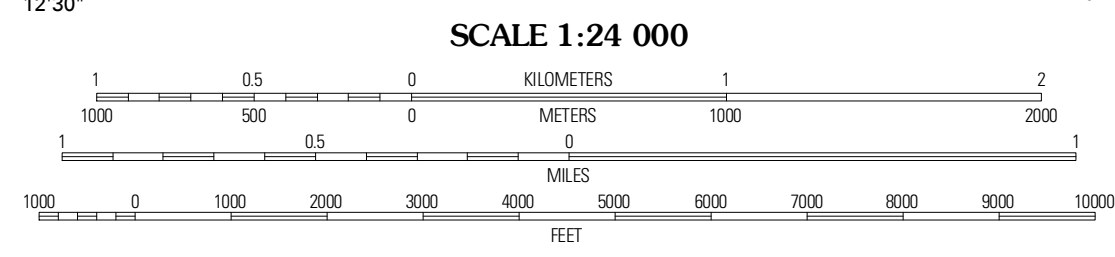 12'30"
SCALE 1:24 000
1 0.5 0 KILOMETERS 1 2
1000 500 0 METERS 1000 2000
1 0.5 0 1
MILES
1000 0 1000 2000 3000 4000 5000 6000 7000 8000 9000 10000
FEET